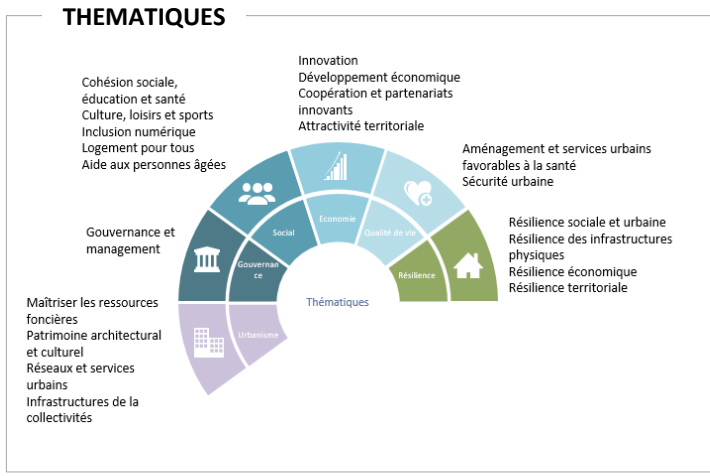 THEMATIQUES
Innovation
Développement économique
Coopération et partenariats
innovants
Attractivité territoriale
Cohésion sociale,
éducation et santé
Culture, loisirs et sports
Inclusion numérique
Logement pour tous
Aide aux personnes âgées
Aménagement et services urbains
favorables à la santé
Sécurité urbaine
Gouvernance et
management
Résilience sociale et urbaine
Résilience des infrastructures
physiques
Résilience économique
Résilience territoriale
Maîtriser les ressources
foncières
Patrimoine architectural
et culturel
Réseaux et services
urbains
Infrastructures de la
collectivités
Urbanisme
Gouvernan
ce
Social
Economie
Qualité de vie
Résilience
Thématiques